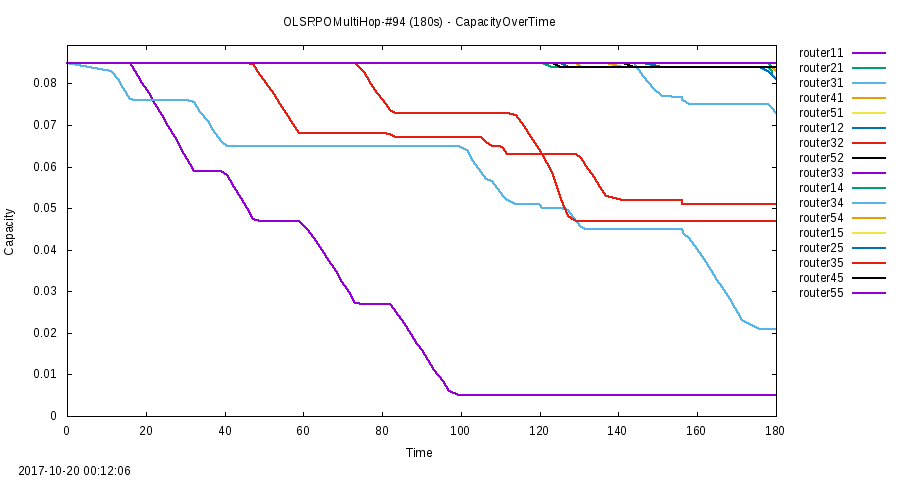 OLSRPOMultiHop-#94 (180s) - CapacityOverTime
Capacity
0.08
0.07
0.06
0.05
0.04
0.03
0.02
0.01
0
0 20 40 60 80 100 120 140 160 180
Time
router11
router21
router31
router41
router51
router12
router32
router52
router33
router14
router34
router54
router15
router25
router35
router45
router55
2017-10-20 00:12:06